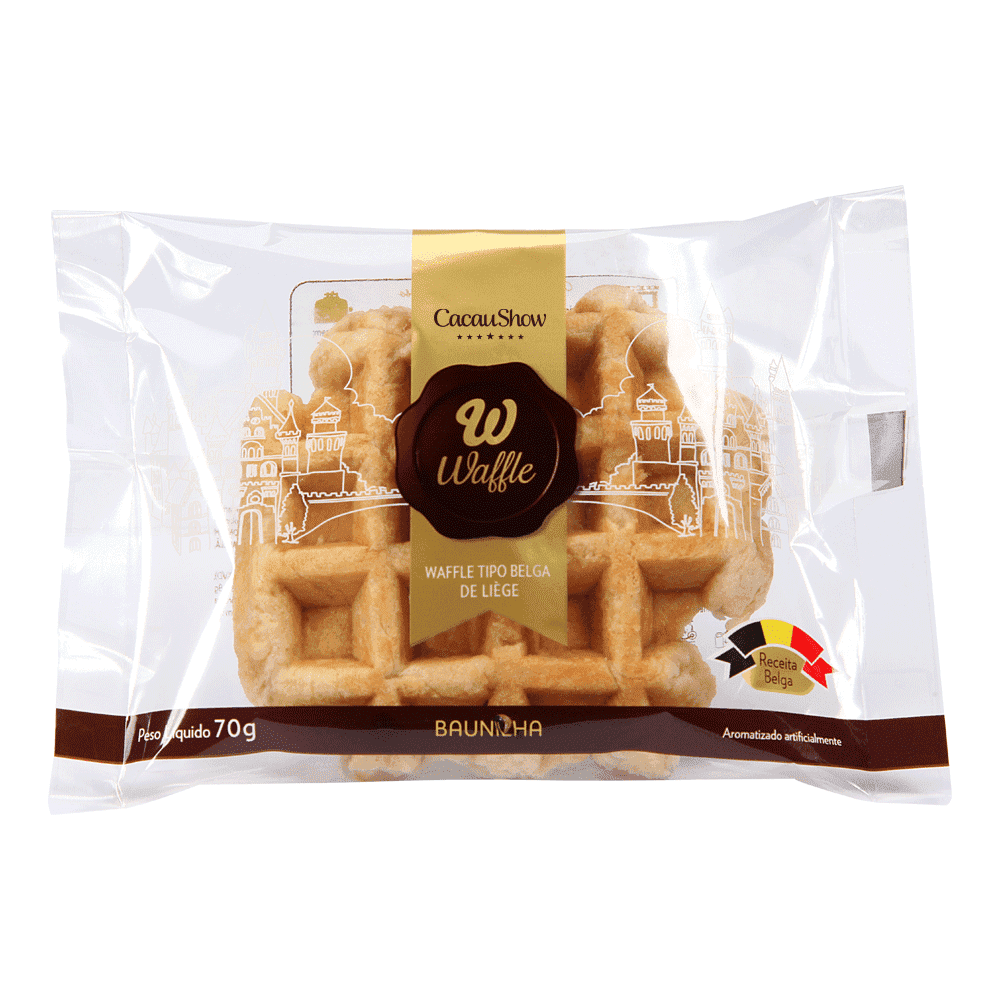 CacauShow
W
Waffle
WAFFLE TIPO BELGA
DE LIÈGE
Receita
Belga
Peso Líquido 70g
BAUNILHA
Aromatizado artificialmente